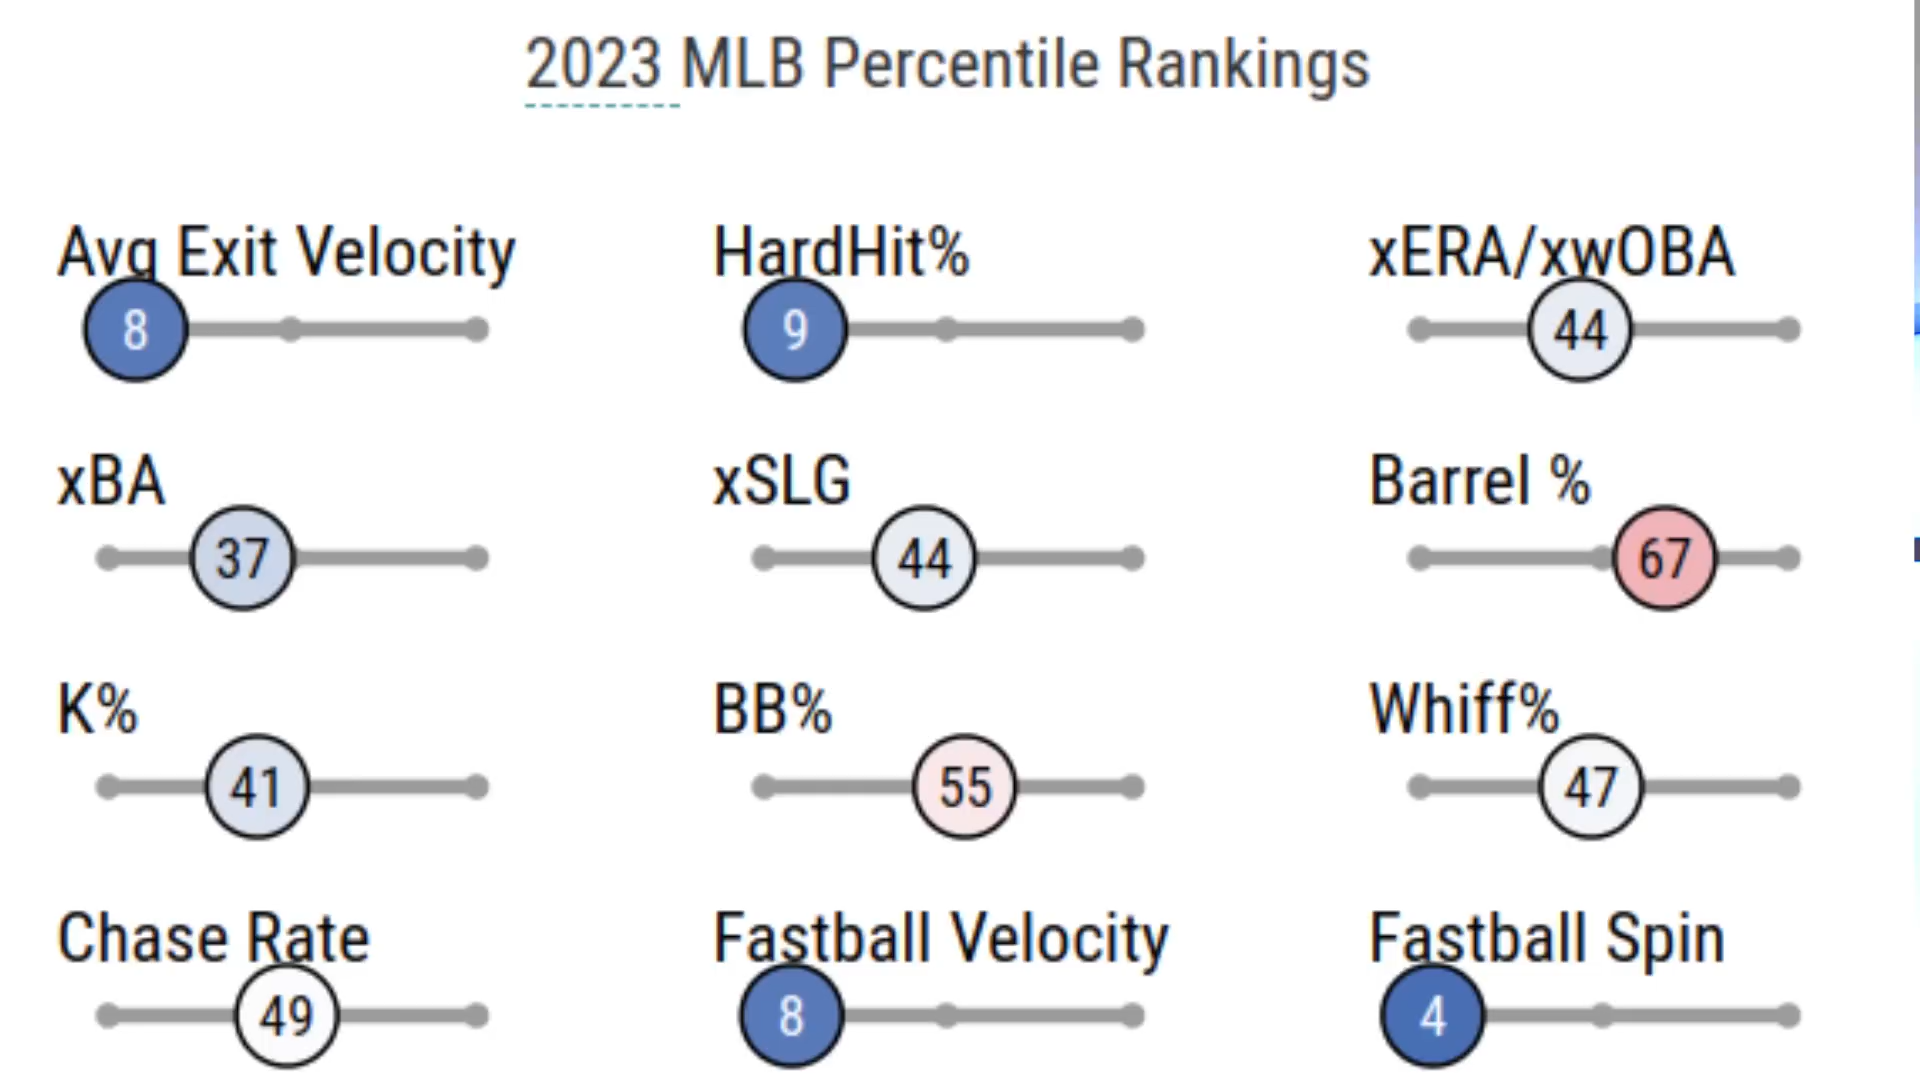 2023 MLB Percentile Rankings
Avg Exit Velocity
HardHit%
xERA/xwOBA
8
9
44
xBA
xSLG
Barrel %
37
44
67
K%
BB%
Whiff%
41
55
47
Chase Rate
Fastball Velocity
Fastball Spin
49
8
4